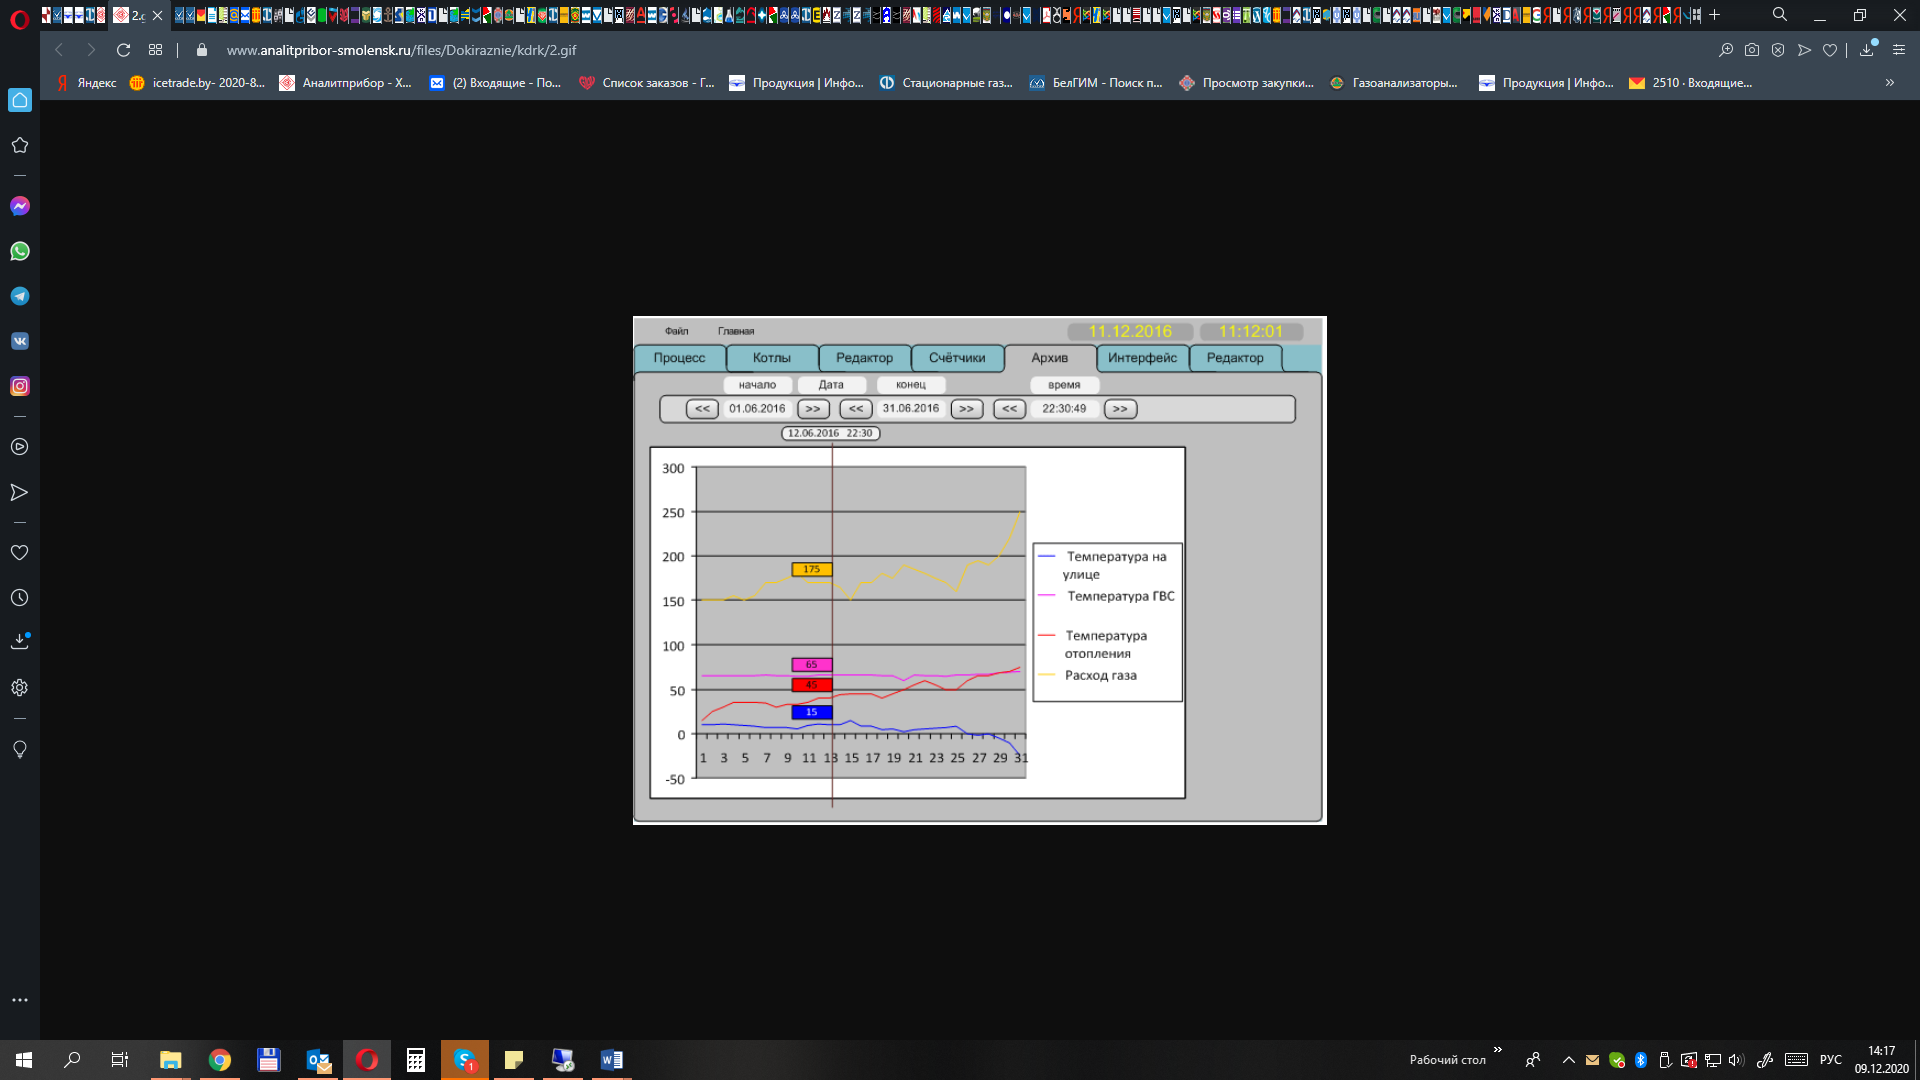 2.g
www.analitpribor-smolensk.ru/files/Dokiraznie/kdrk/2.gif
Яндекс
icetrade.by- 2020-8...
Аналитприбор - Х...
(2) Входящие - По...
Список заказов - Г...
Продукция | Инфо...
Стационарные газ...
БелГИМ - Поиск п...
Просмотр закупки...
Газоанализаторы...
Продукция | Инфо...
2510 · Входящие...
Файл Главная 11.12.2016 11:12:01
Процесс Котлы Редактор Счётчики Архив Интерфейс Редактор
начало Дата конец время
<< 01.06.2016 >> << 31.06.2016 >> << 22:30:49 >>
12.06.2016 22:30
300
250
200
175
150
100
65
50
45
15
0
1 3 5 7 9 11 13 15 17 19 21 23 25 27 29 31
-50
Температура на
улице
Температура ГВС
Температура
отопления
Расход газа
Рабочий стол
РУС
14:17
09.12.2020
1